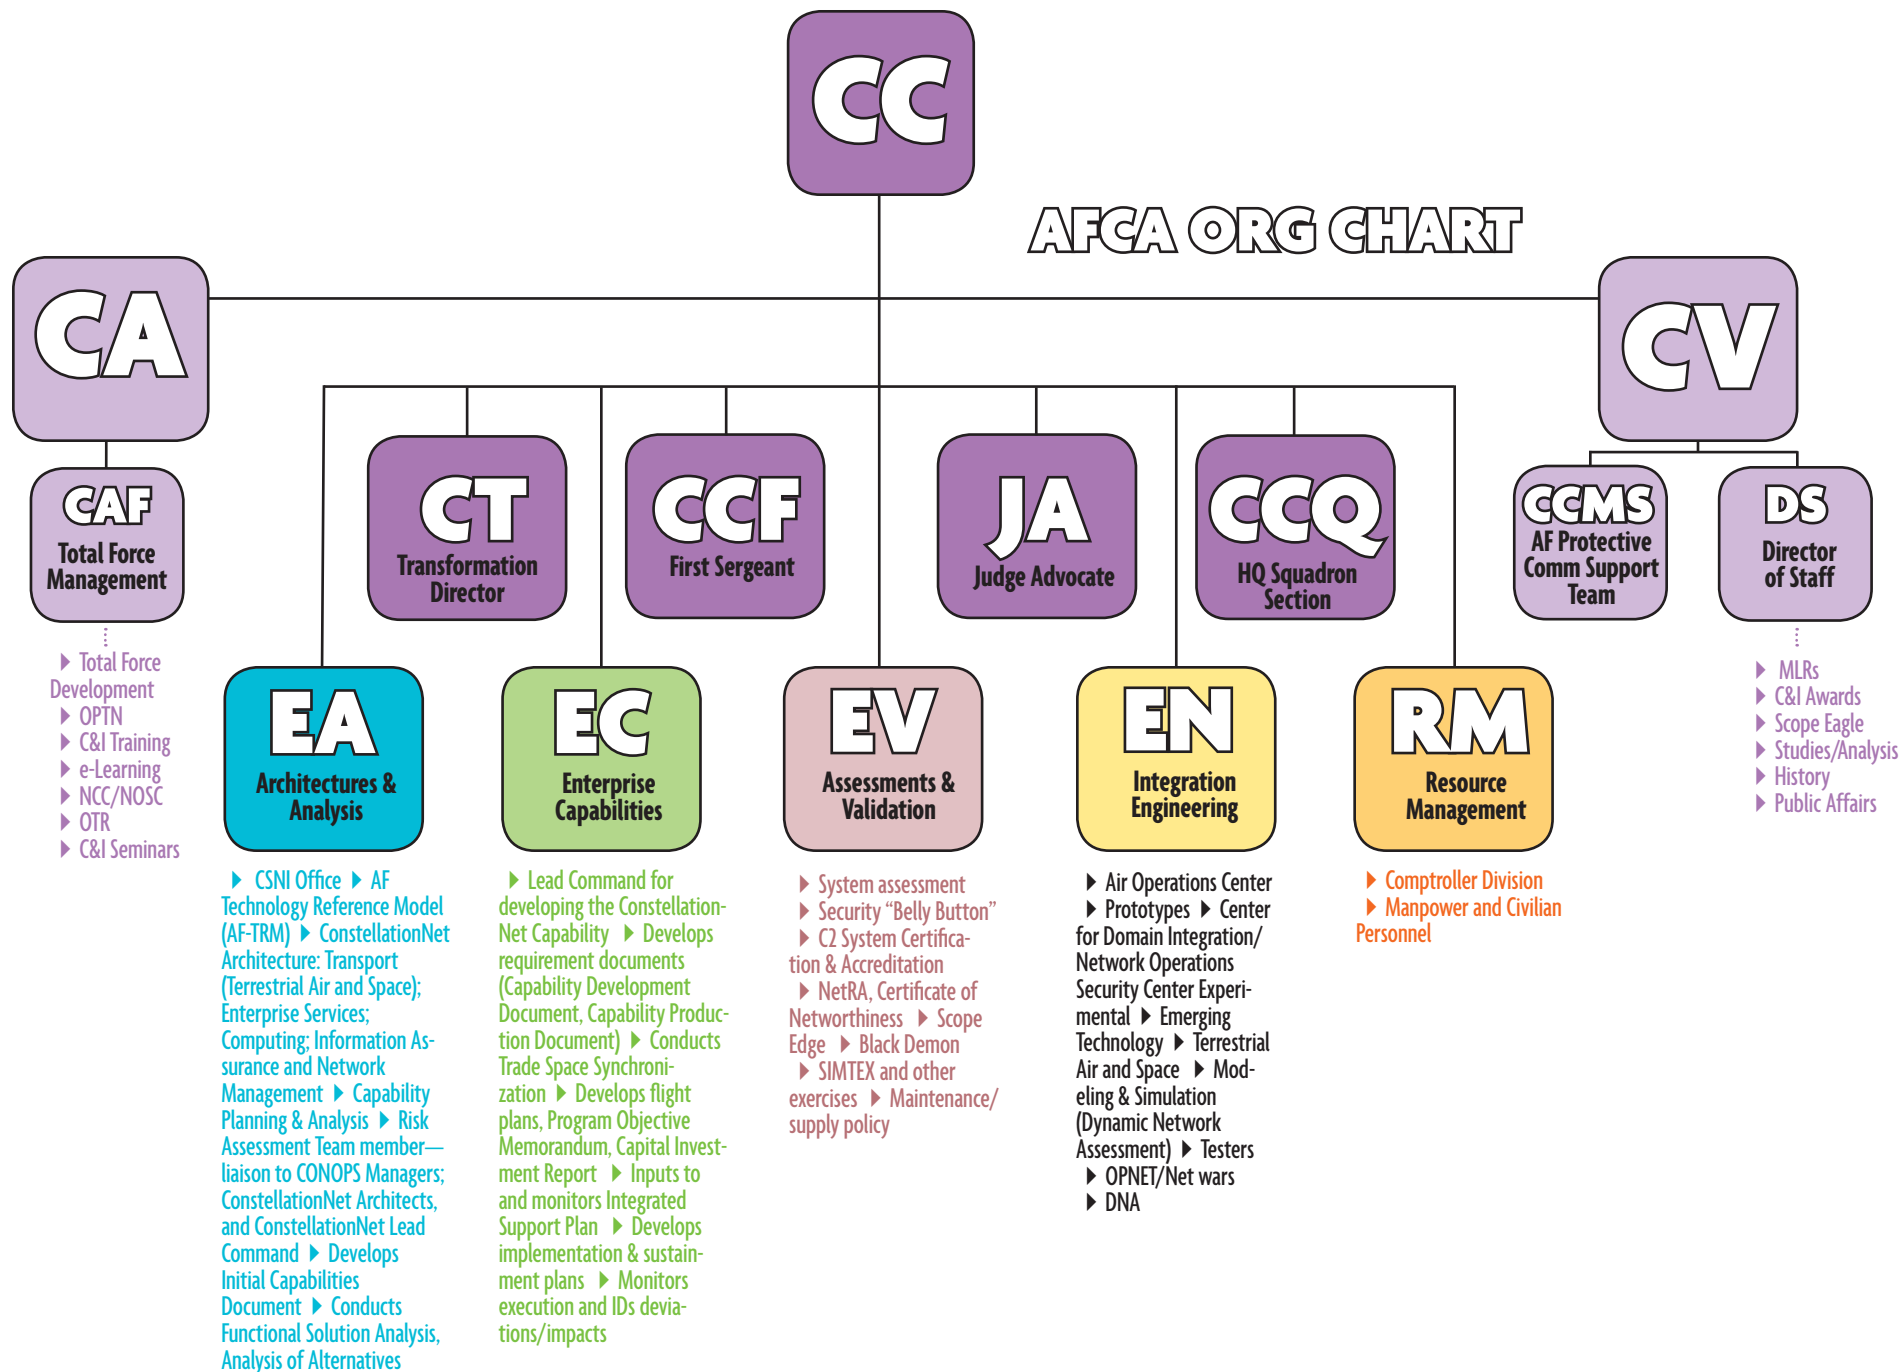 CC
AFCA ORG CHART
CA
CV
CAF
Total Force
Management
CT
Transformation
Director
CCF
First Sergeant
JA
Judge Advocate
CCQ
HQ Squadron
Section
CCMS
AF Protective
Comm Support
Team
DS
Director
of Staff
▶ Total Force
Development
▶ OPTN
▶ C&I Training
▶ e-Learning
▶ NCC/NOSC
▶ OTR
▶ C&I Seminars
▶ MLRs
▶ C&I Awards
▶ Scope Eagle
▶ Studies/Analysis
▶ History
▶ Public Affairs
EA
Architectures &
Analysis
EC
Enterprise
Capabilities
EV
Assessments &
Validation
EN
Integration
Engineering
RM
Resource
Management
▶ CSNI Office ▶ AF
Technology Reference Model
(AF-TRM) ▶ ConstellationNet
Architecture: Transport
(Terrestrial Air and Space);
Enterprise Services;
Computing; Information As-
surance and Network
Management ▶ Capability
Planning & Analysis ▶ Risk
Assessment Team member—
liaison to CONOPS Managers;
ConstellationNet Architects,
and ConstellationNet Lead
Command ▶ Develops
Initial Capabilities
Document ▶ Conducts
Functional Solution Analysis,
Analysis of Alternatives
▶ Lead Command for
developing the Constellation-
Net Capability ▶ Develops
requirement documents
(Capability Development
Document, Capability Produc-
tion Document) ▶ Conducts
Trade Space Synchroni-
zation ▶ Develops flight
plans, Program Objective
Memorandum, Capital Invest-
ment Report ▶ Inputs to
and monitors Integrated
Support Plan ▶ Develops
implementation & sustain-
ment plans ▶ Monitors
execution and IDs devia-
tions/impacts
▶ System assessment
▶ Security “Belly Button”
▶ C2 System Certifica-
tion & Accreditation
▶ NetRA, Certificate of
Networthiness ▶ Scope
Edge ▶ Black Demon
▶ SIMTEX and other
exercises ▶ Maintenance/
supply policy
▶ Air Operations Center
▶ Prototypes ▶ Center
for Domain Integration/
Network Operations
Security Center Experi-
mental ▶ Emerging
Technology ▶ Terrestrial
Air and Space ▶ Mod-
eling & Simulation
(Dynamic Network
Assessment) ▶ Testers
▶ OPNET/Net wars
▶ DNA
▶ Comptroller Division
▶ Manpower and Civilian
Personnel